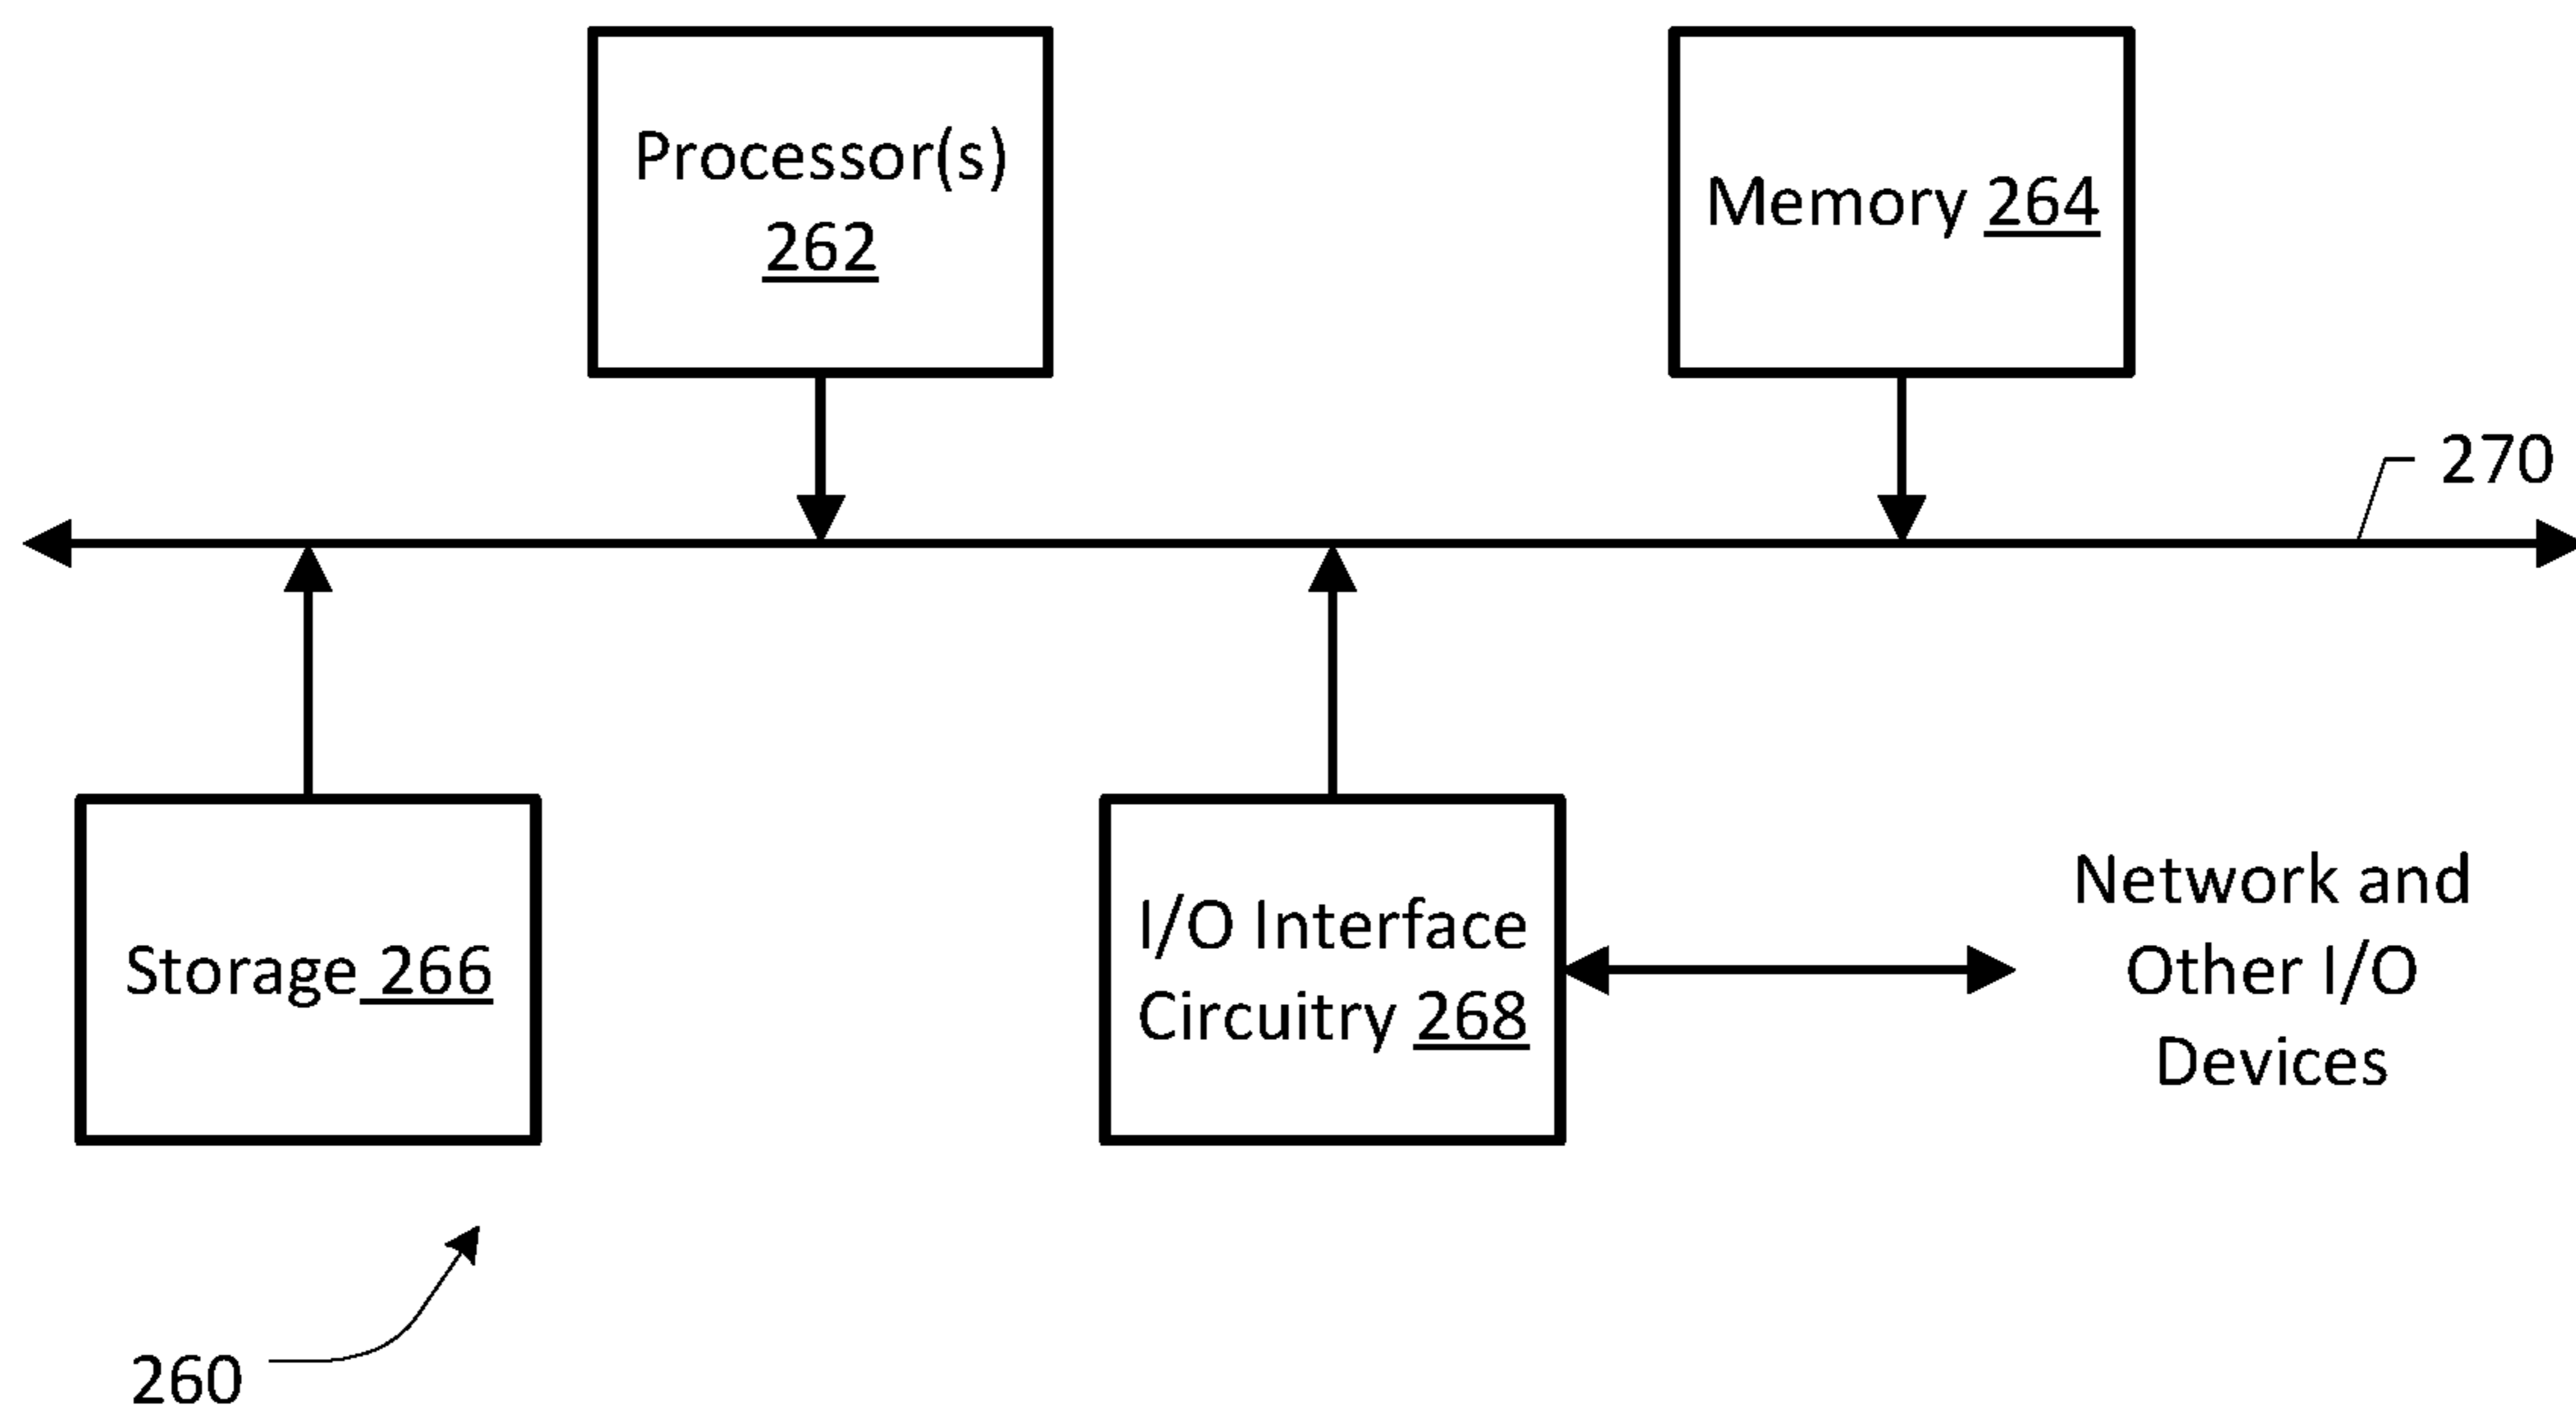 Processor(s)
262
Memory 264
270
Storage 266
I/O Interface
Circuitry 268
Network and
Other I/O
Devices
260